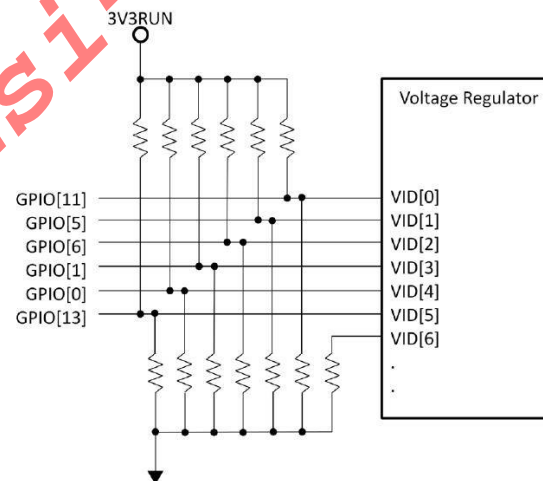 3V3RUN
Voltage Regulator
GPIO[11]
VID[0]
GPIO[5]
VID[1]
GPIO[6]
VID[2]
GPIO[1]
VID[3]
GPIO[0]
VID[4]
GPIO[13]
VID[5]
VID[6]
.
.